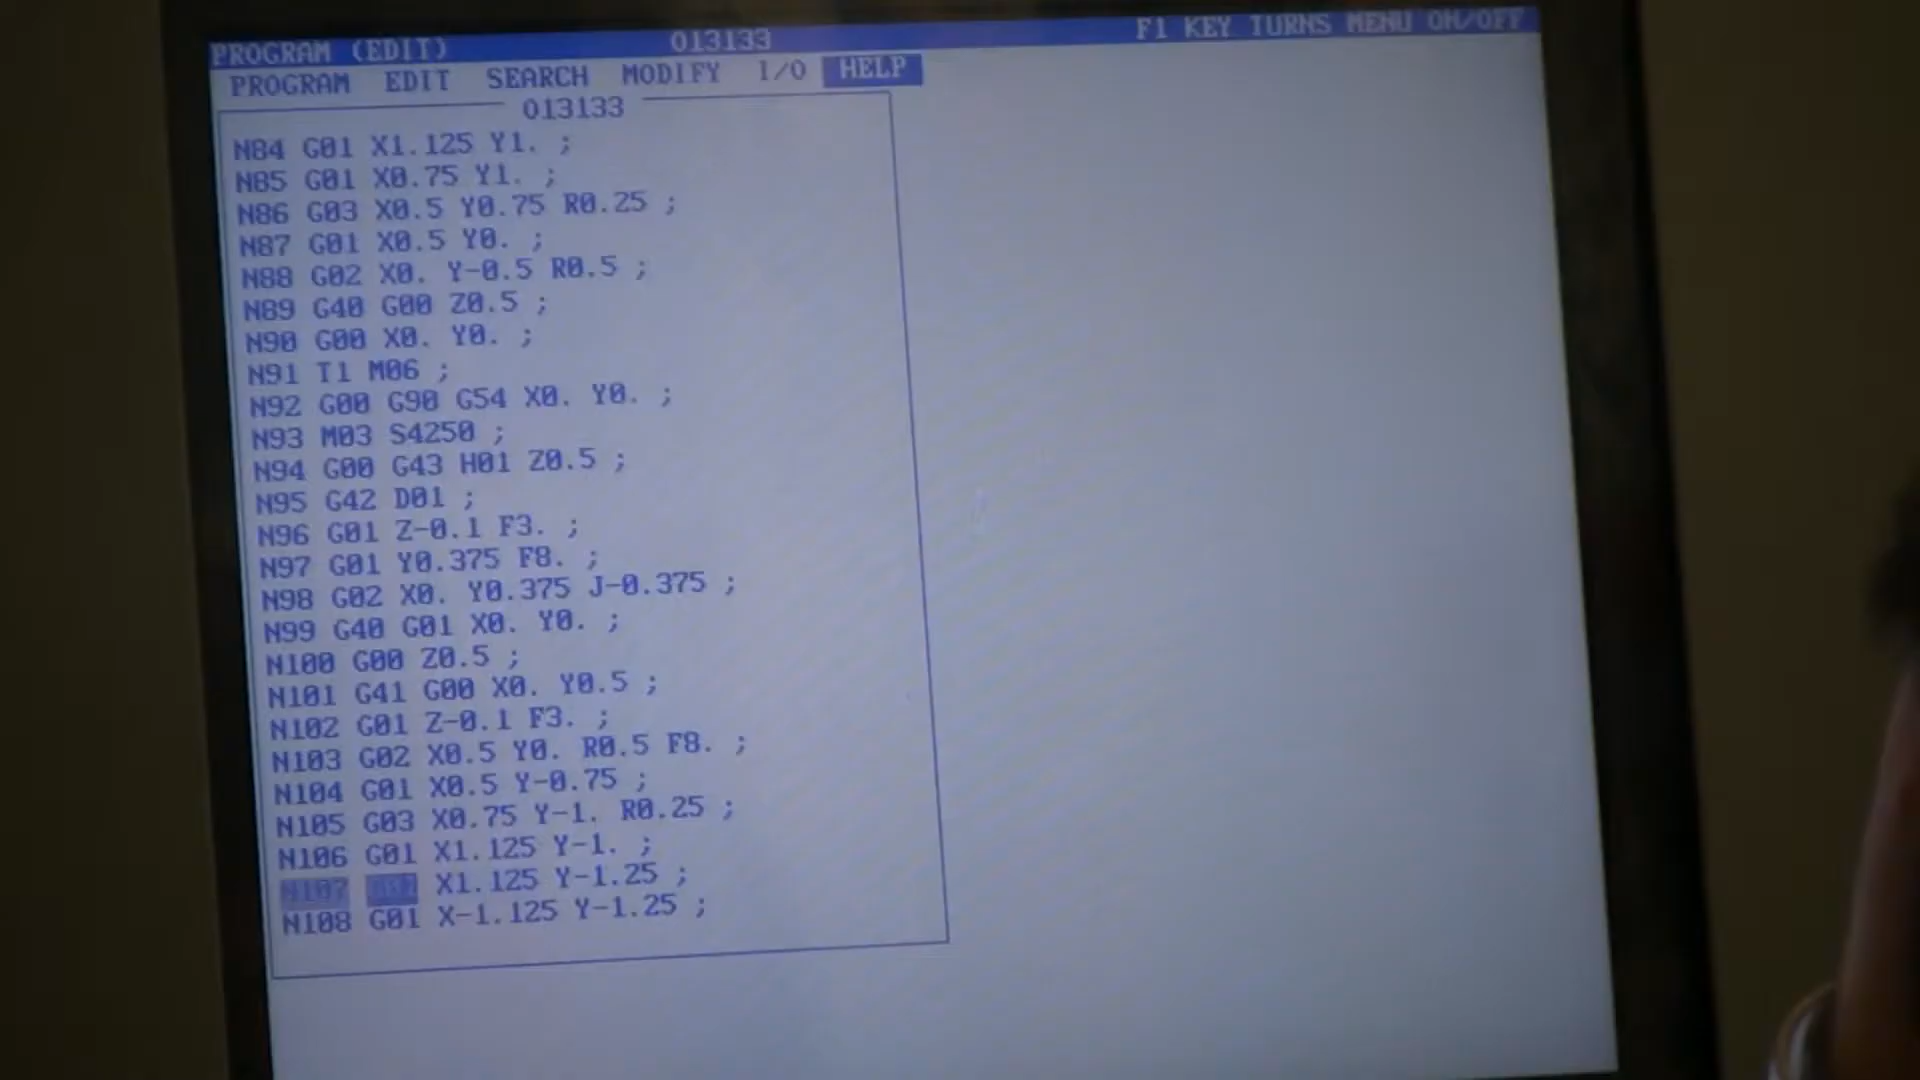 PROGRAM (EDIT) O13133 F1 KEY TURNS MENU ON/OFF
PROGRAM EDIT SEARCH MODIFY I/O HELP
O13133
N84 G01 X1.125 Y1. ;
N85 G01 X0.75 Y1. ;
N86 G03 X0.5 Y0.75 R0.25 ;
N87 G01 X0.5 Y0. ;
N88 G02 X0. Y-0.5 R0.5 ;
N89 G40 G00 Z0.5 ;
N90 G00 X0. Y0. ;
N91 T1 M06 ;
N92 G00 G90 G54 X0. Y0. ;
N93 M03 S4250 ;
N94 G00 G43 H01 Z0.5 ;
N95 G42 D01 ;
N96 G01 Z-0.1 F3. ;
N97 G01 Y0.375 F8. ;
N98 G02 X0. Y0.375 J-0.375 ;
N99 G40 G01 X0. Y0. ;
N100 G00 Z0.5 ;
N101 G41 G00 X0. Y0.5 ;
N102 G01 Z-0.1 F3. ;
N103 G02 X0.5 Y0. R0.5 F8. ;
N104 G01 X0.5 Y-0.75 ;
N105 G03 X0.75 Y-1. R0.25 ;
N106 G01 X1.125 Y-1. ;
N107 X1.125 Y-1.25 ;
N108 G01 X-1.125 Y-1.25 ;